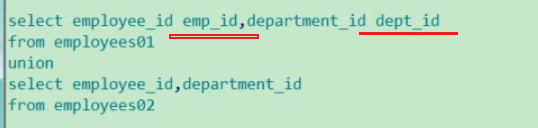 select employee_id emp_id,department_id dept_id
from employees01
union
select employee_id,department_id
from employees02